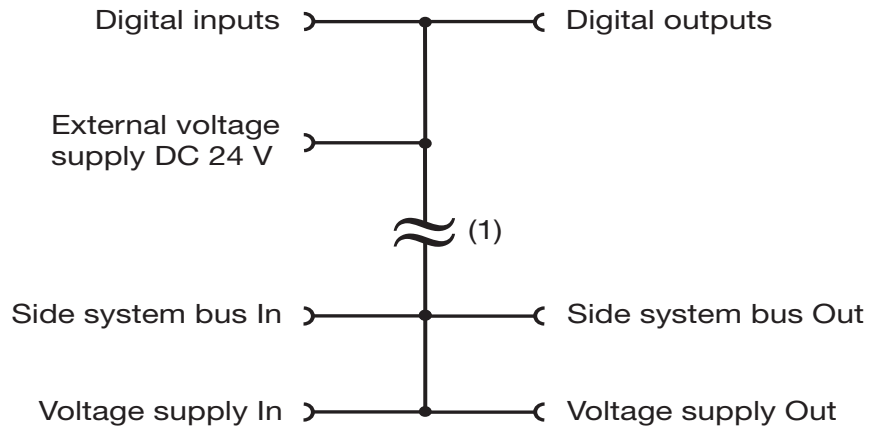 Digital inputs
Digital outputs
External voltage
supply DC 24 V
(1)
Side system bus In
Side system bus Out
Voltage supply In
Voltage supply Out